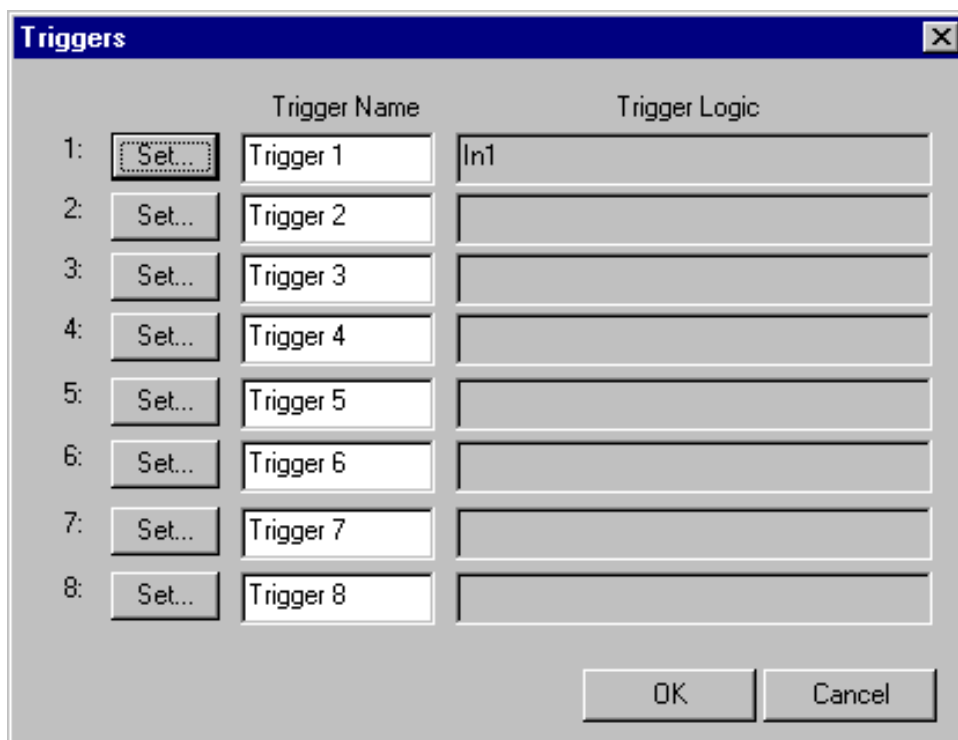 Triggers
Trigger Name Trigger Logic
1: Set... Trigger 1 In1
2: Set... Trigger 2
3: Set... Trigger 3
4: Set... Trigger 4
5: Set... Trigger 5
6: Set... Trigger 6
7: Set... Trigger 7
8: Set... Trigger 8
OK Cancel